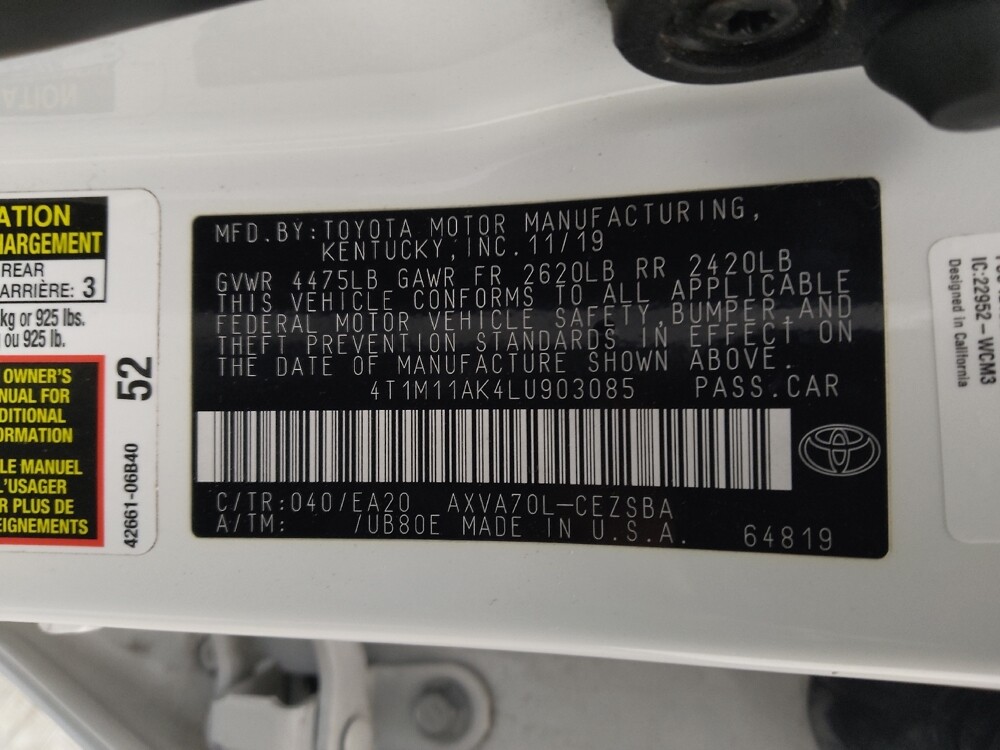 ATION
ATION
HARGEMENT
REAR
ARRIÈRE: 3
kg or 925 lbs.
ou 925 lb.
OWNER'S
NUAL FOR
DITIONAL
ORMATION
LE MANUEL
L'USAGER
R PLUS DE
EIGNEMENTS
52
42661-06B40
MFD.BY:TOYOTA MOTOR MANUFACTURING,
KENTUCKY,INC.11/19
GVWR 4475LB GAWR FR 2620LB RR 2420LB
THIS VEHICLE CONFORMS TO ALL APPLICABLE
FEDERAL MOTOR VEHICLE SAFETY,BUMPER,AND
THEFT PREVENTION STANDARDS IN EFFECT ON
THE DATE OF MANUFACTURE SHOWN ABOVE.
4T1M11AK4LU903085 PASS.CAR
C/TR:040/EA20 AXVA70L-CEZSBA
A/TM: /UB80E MADE IN U.S.A. 64819
IC:22952-WCM3
Designed in California